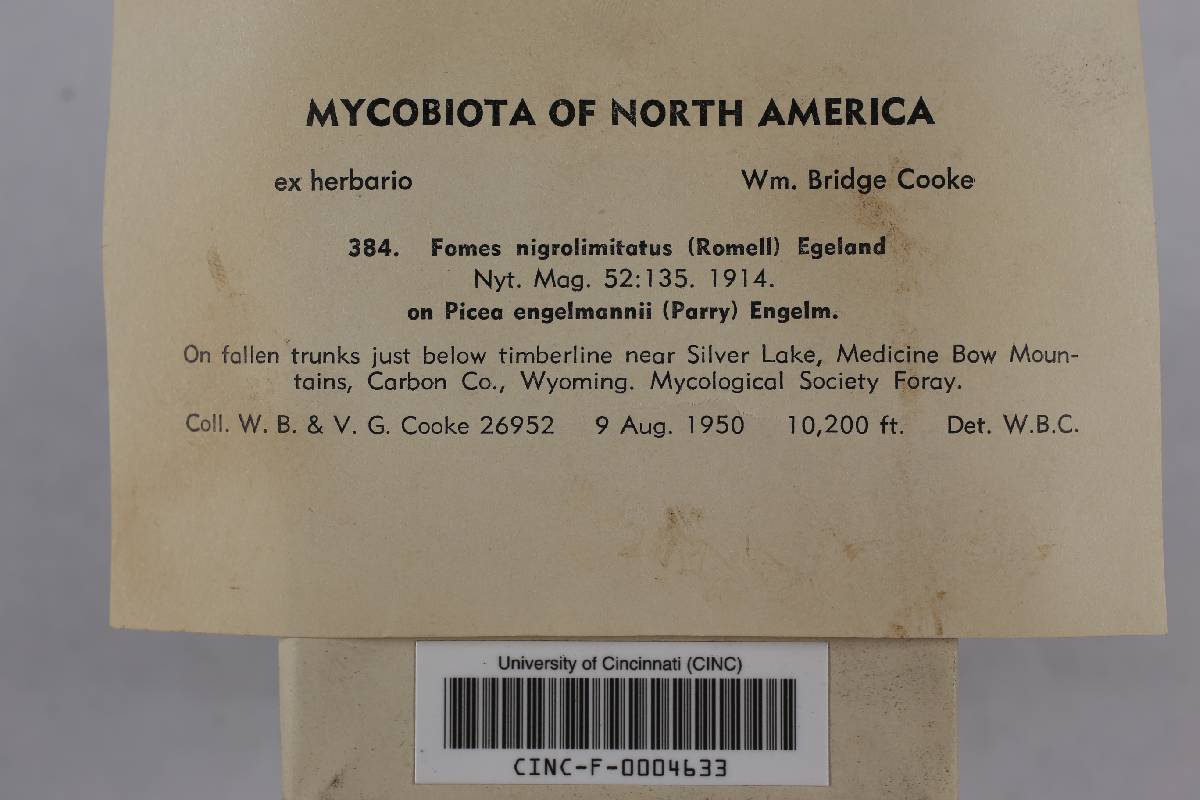 MYCOBIOTA OF NORTH AMERICA
ex herbario Wm. Bridge Cooke
384. Fomes nigrolimitatus (Romell) Egeland
Nyt. Mag. 52:135. 1914.
on Picea engelmannii (Parry) Engelm.
On fallen trunks just below timberline near Silver Lake, Medicine Bow Moun-
tains, Carbon Co., Wyoming. Mycological Society Foray.
Coll. W. B. & V. G. Cooke 26952 9 Aug. 1950 10,200 ft. Det. W.B.C.
University of Cincinnati (CINC)
CINC-F-0004633